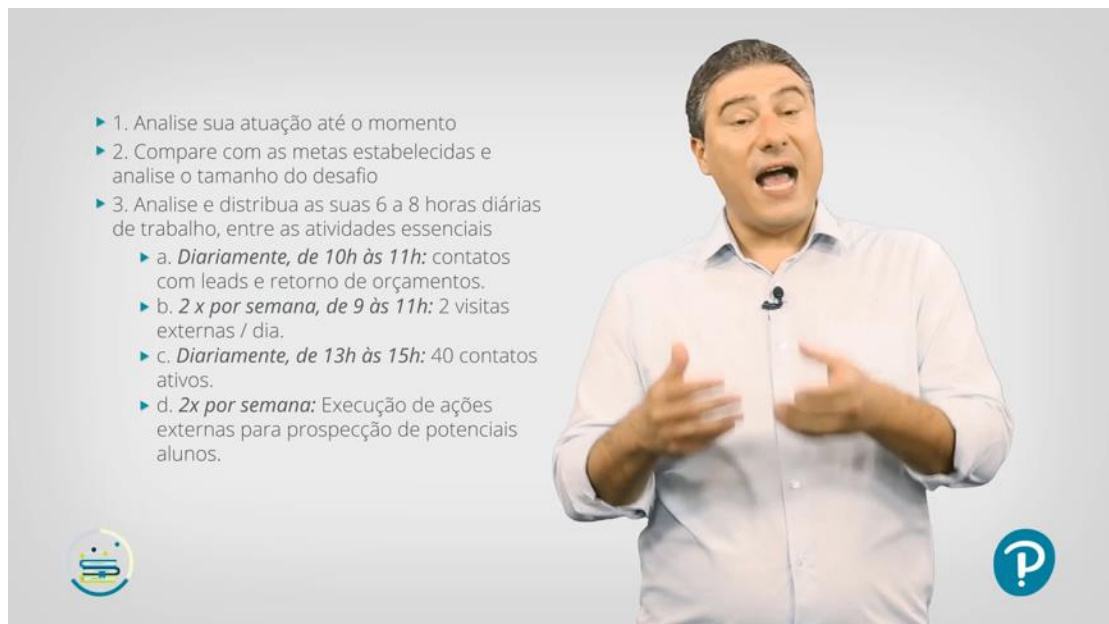 1. Analise sua atuação até o momento
2. Compare com as metas estabelecidas e
analise o tamanho do desafio
3. Analise e distribua as suas 6 a 8 horas diárias
de trabalho, entre as atividades essenciais
a. Diariamente, de 10h às 11h: contatos
com leads e retorno de orçamentos.
b. 2 x por semana, de 9 às 11h: 2 visitas
externas / dia.
c. Diariamente, de 13h às 15h: 40 contatos
ativos.
d. 2x por semana: Execução de ações
externas para prospecção de potenciais
alunos.